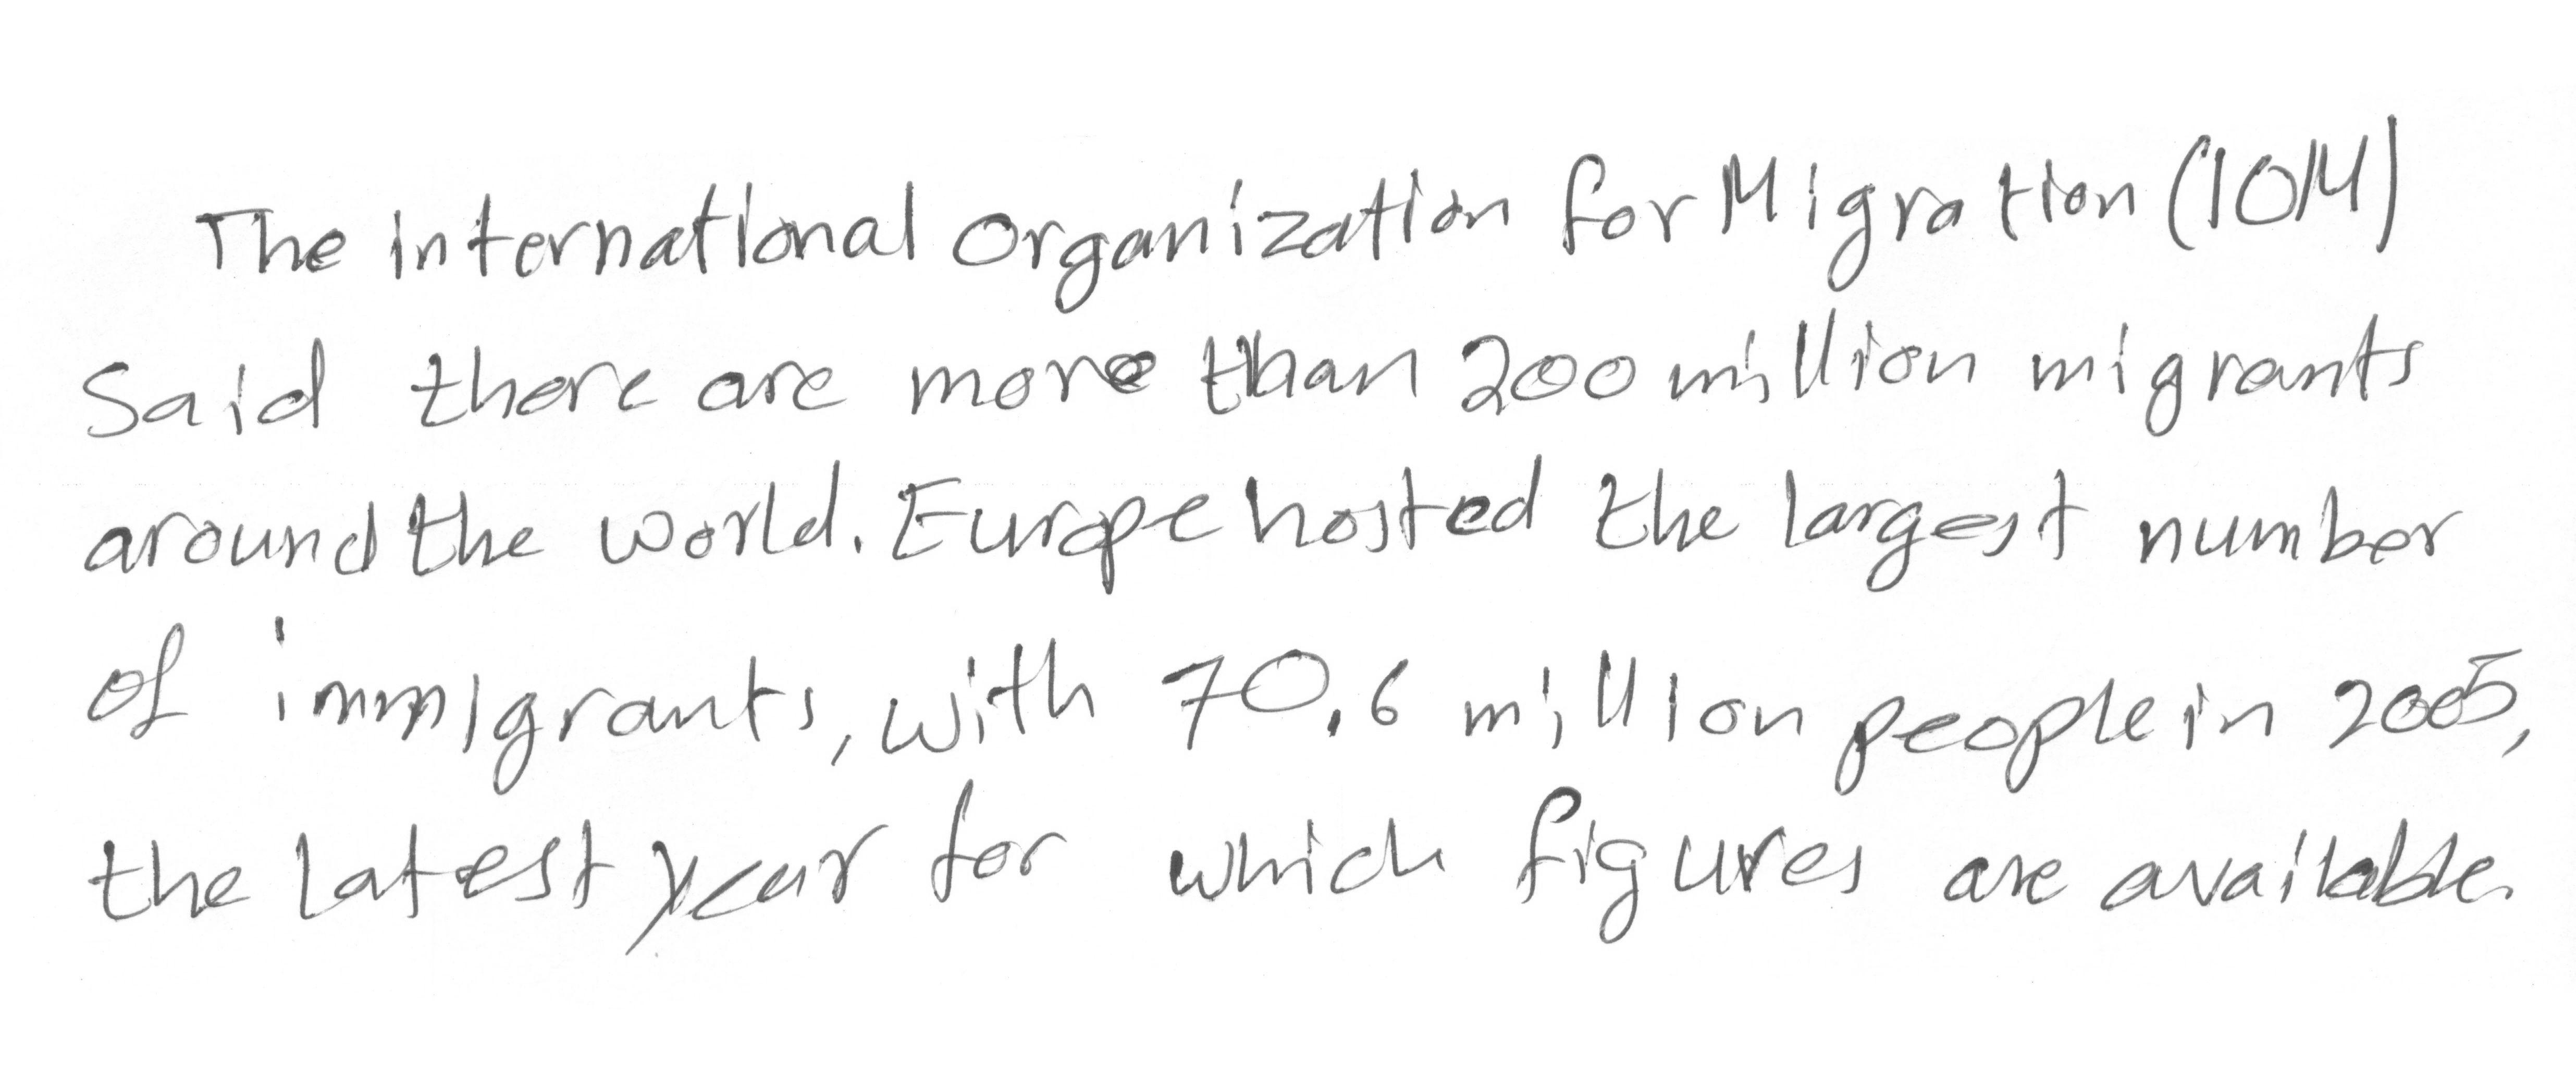 The international organization for Migration (IOM)
Said there are more than 200 million migrants
around the world. Europe hosted the largest number
of immigrants, with 70.6 million people in 2005,
the latest year for which figures are available.